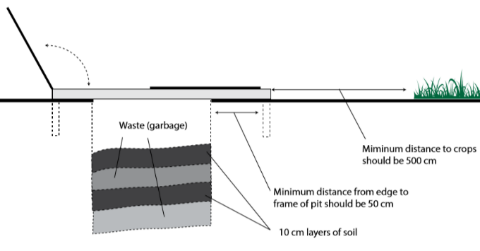 Waste (garbage)
Miminum distance to crops
should be 500 cm
Minimum distance from edge to
frame of pit should be 50 cm
10 cm layers of soil